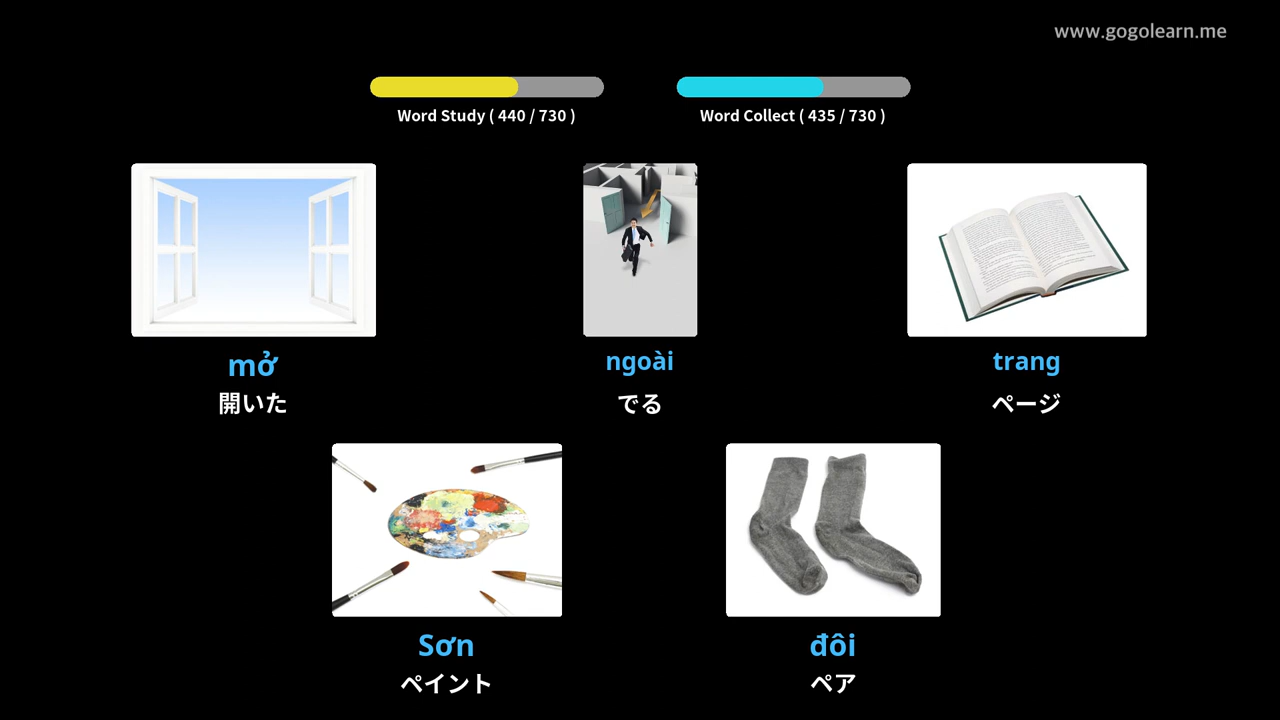 www.gogolearn.me
Word Study ( 440 / 730 )
Word Collect ( 435 / 730 )
mở
開いた
ngoài
でる
trang
ページ
Sơn
ペイント
đôi
ペア